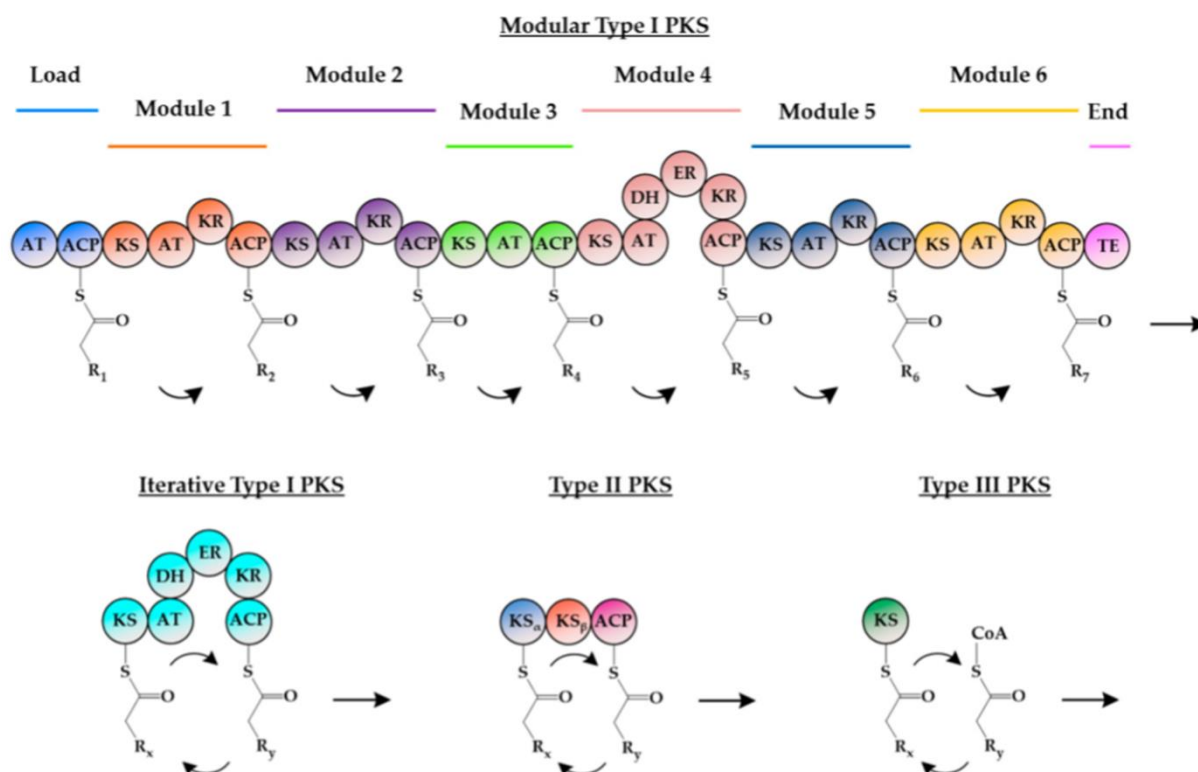 Modular Type I PKS
Load Module 2 Module 4 Module 6
Module 1 Module 3 Module 5 End
ER
DH KR
KR KR KR KR
AT ACP KS AT ACP KS AT ACP KS AT ACP KS AT ACP KS AT ACP KS AT ACP TE
S S S S S S S
O O O O O O O
R1 R2 R3 R4 R5 R6 R7
Iterative Type I PKS Type II PKS Type III PKS
ER
DH KR
KS AT ACP KSα KSβ ACP KS
CoA
S S S S S S
O O O O O O
Rx Ry Rx Ry Rx Ry